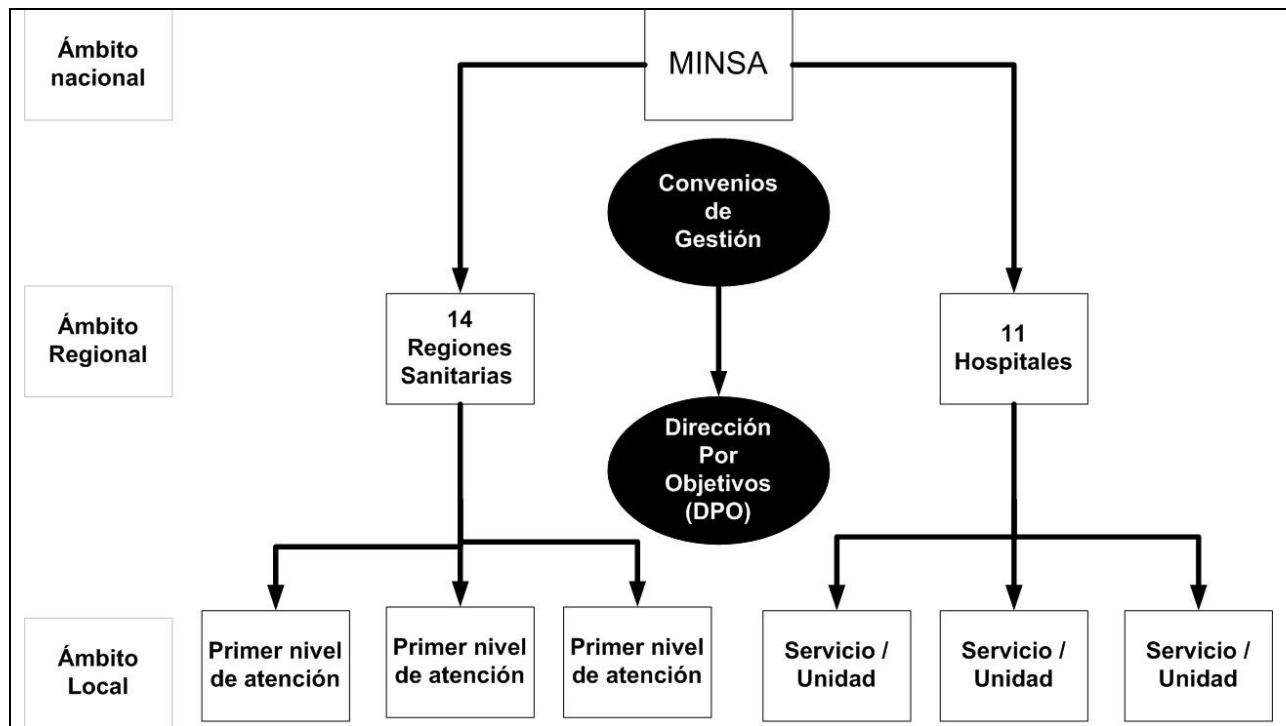 Ámbito
nacional
MINSA
Convenios
de
Gestión
Ámbito
Regional
14
Regiones
Sanitarias
11
Hospitales
Dirección
Por
Objetivos
(DPO)
Ámbito
Local
Primer nivel
de atención
Primer nivel
de atención
Primer nivel
de atención
Servicio /
Unidad
Servicio /
Unidad
Servicio /
Unidad